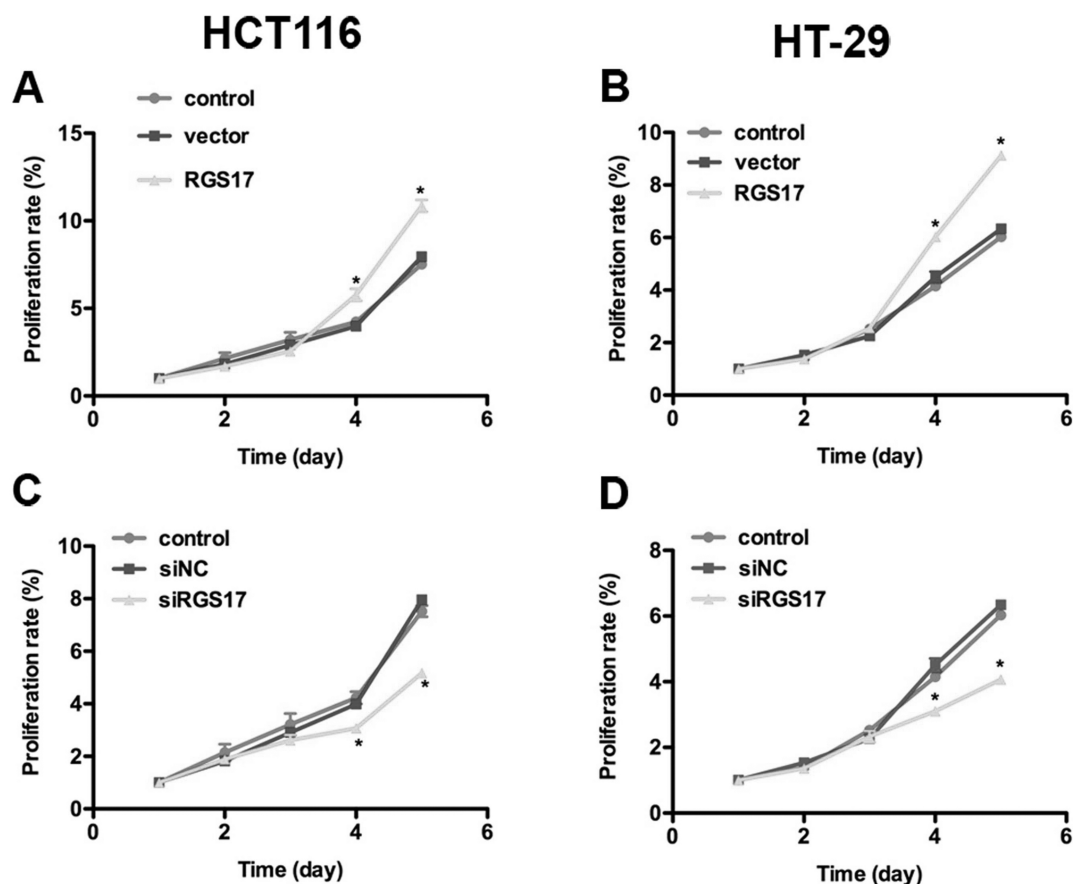 HCT116
HT-29
A
control
vector
RGS17
15
10
5
0
Proliferation rate (%)
*
*
0
2
4
6
Time (day)
B
control
vector
RGS17
10
8
6
4
2
0
Proliferation rate (%)
*
*
0
2
4
6
Time (day)
C
control
siNC
siRGS17
10
8
6
4
2
0
Proliferation rate (%)
*
*
0
2
4
6
Time (day)
D
control
siNC
siRGS17
8
6
4
2
0
Proliferation rate (%)
*
*
0
2
4
6
Time (day)